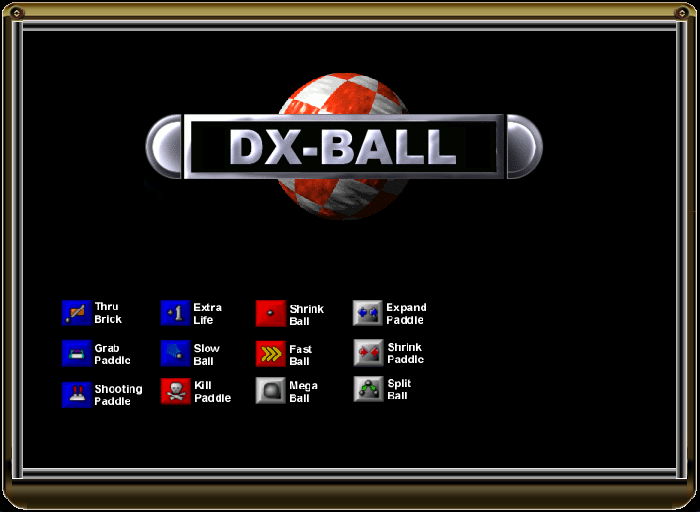 DX-BALL
Thru
Brick
Extra
Life
Shrink
Ball
Expand
Paddle
Grab
Paddle
Slow
Ball
Fast
Ball
Shrink
Paddle
Shooting
Paddle
Kill
Paddle
Mega
Ball
Split
Ball